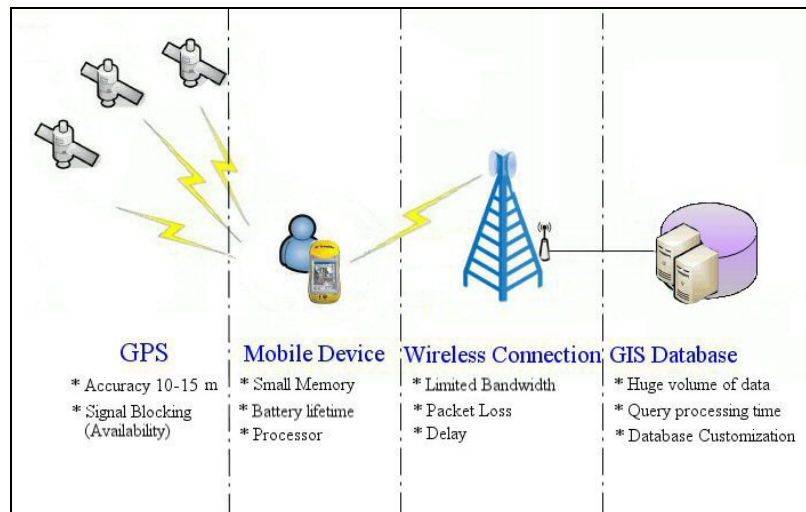 GPS
* Accuracy 10-15 m
* Signal Blocking
(Availability)
Mobile Device
* Small Memory
* Battery lifetime
* Processor
Wireless Connection
* Limited Bandwidth
* Packet Loss
* Delay
GIS Database
* Huge volume of data
* Query processing time
* Database Customization